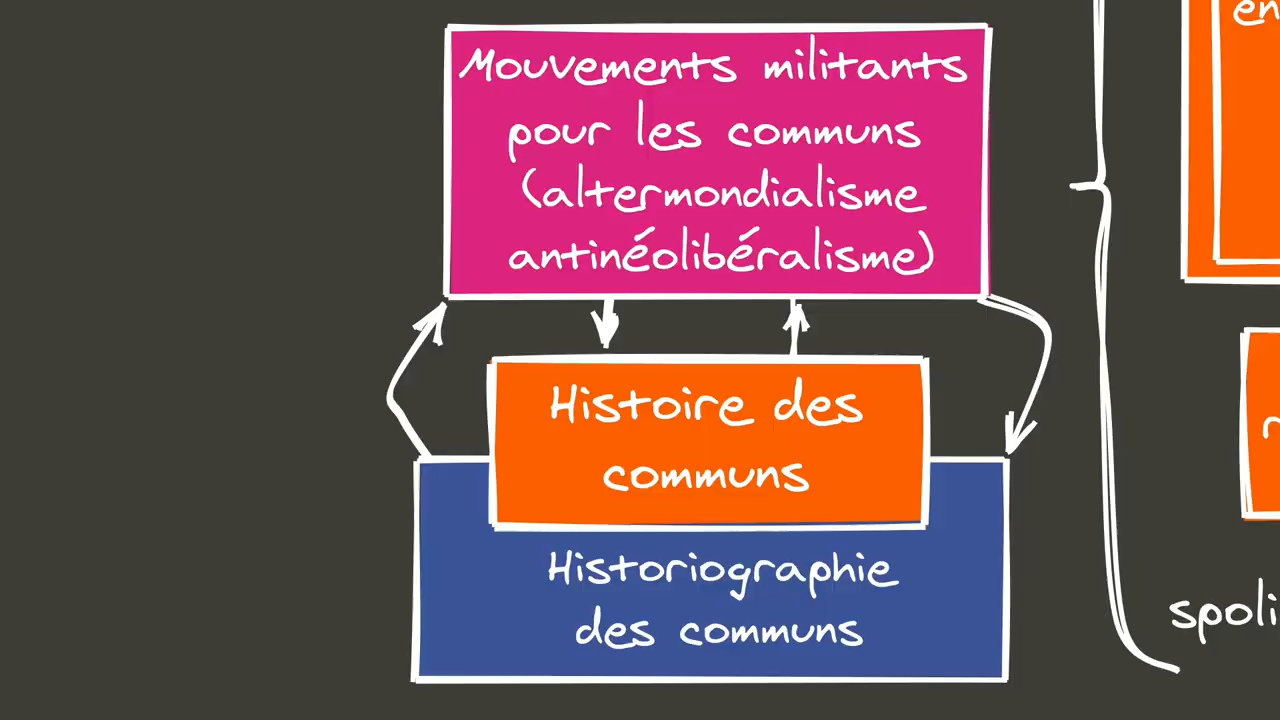 Mouvements militants
pour les communs
(altermondialisme
antinéolibéralisme)
Histoire des
communs
Historiographie
des communs